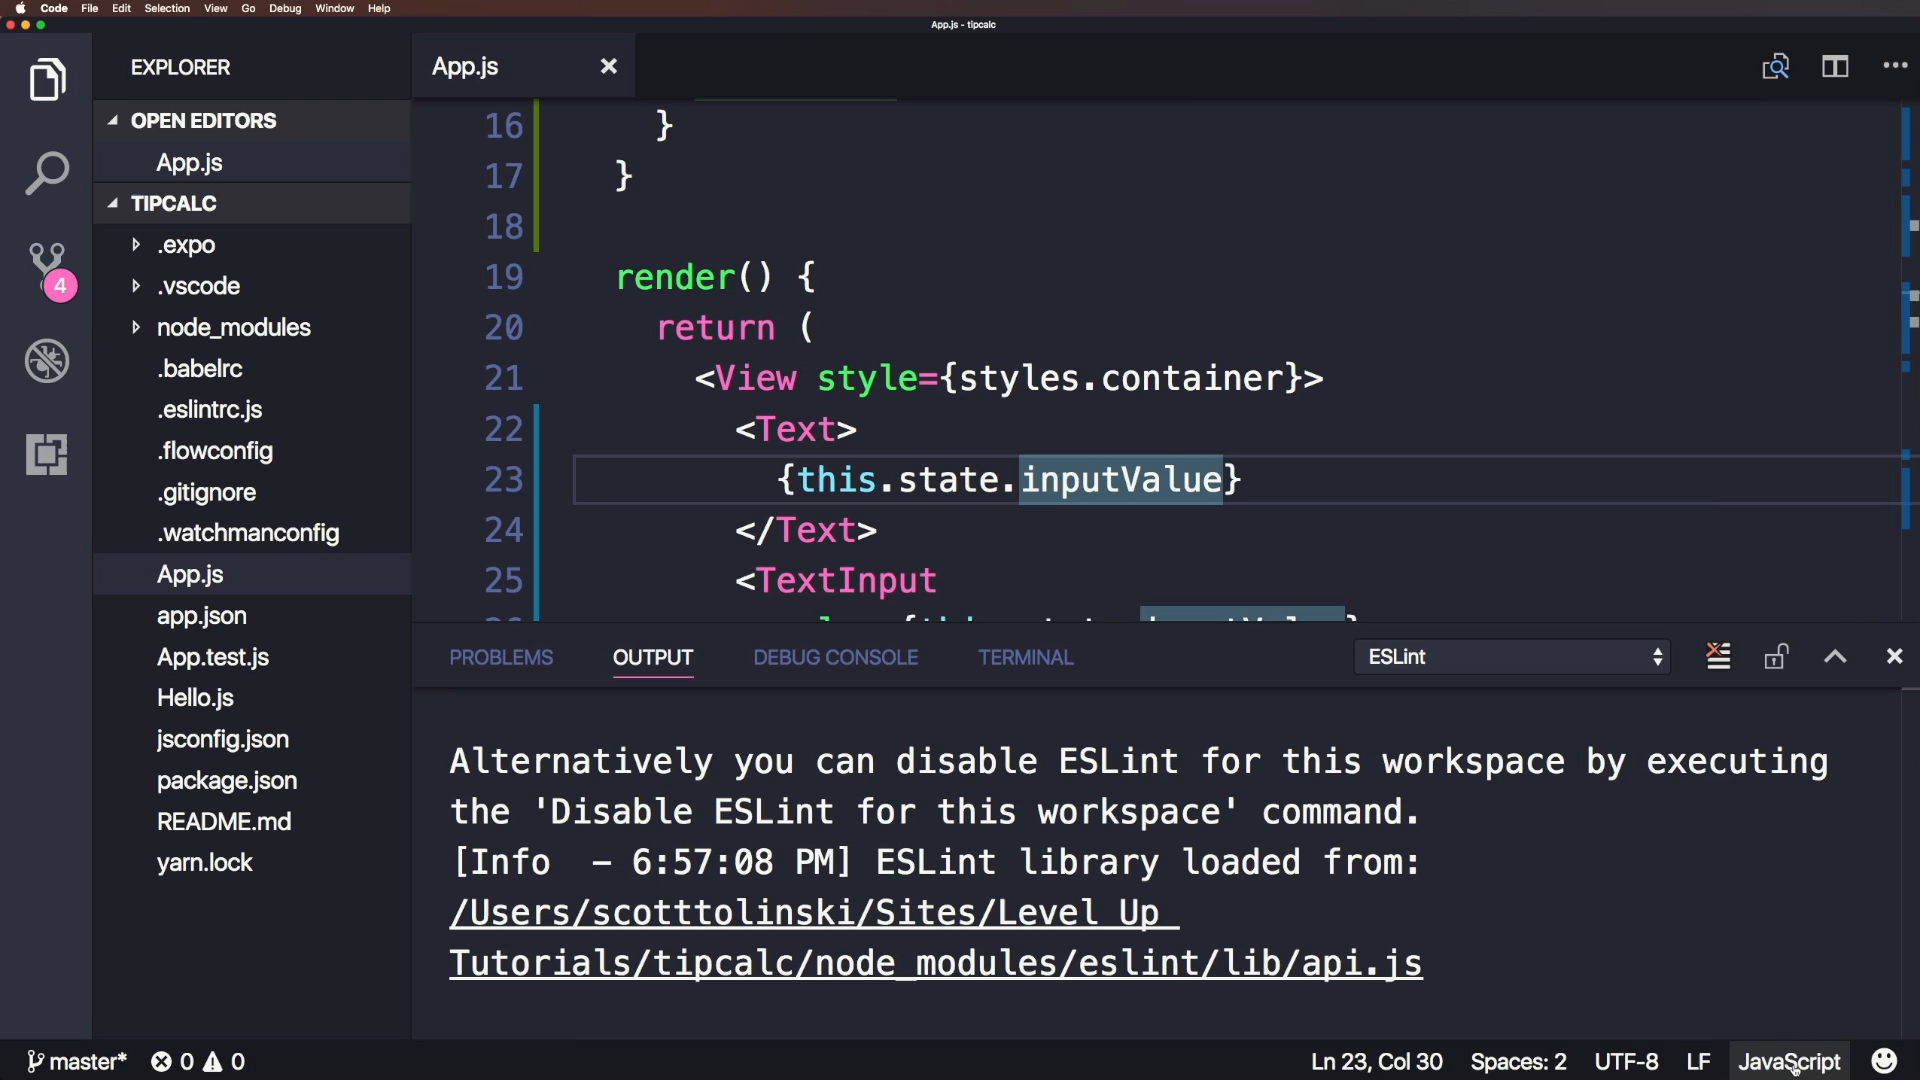 Code File Edit Selection View Go Debug Window Help
App.js - tipcalc
EXPLORER
OPEN EDITORS
App.js
TIPCALC
.expo
.vscode
node_modules
.babelrc
.eslintrc.js
.flowconfig
.gitignore
.watchmanconfig
App.js
app.json
App.test.js
Hello.js
jsconfig.json
package.json
README.md
yarn.lock
4
App.js
16 }
17 }
18
19 render() {
20 return (
21 <View style={styles.container}>
22 <Text>
23 {this.state.inputValue}
24 </Text>
25 <TextInput
PROBLEMS OUTPUT DEBUG CONSOLE TERMINAL ESLint
Alternatively you can disable ESLint for this workspace by executing
the 'Disable ESLint for this workspace' command.
[Info  - 6:57:08 PM] ESLint library loaded from:
/Users/scotttolinski/Sites/Level Up
Tutorials/tipcalc/node_modules/eslint/lib/api.js
master* 0 0 Ln 23, Col 30 Spaces: 2 UTF-8 LF JavaScript